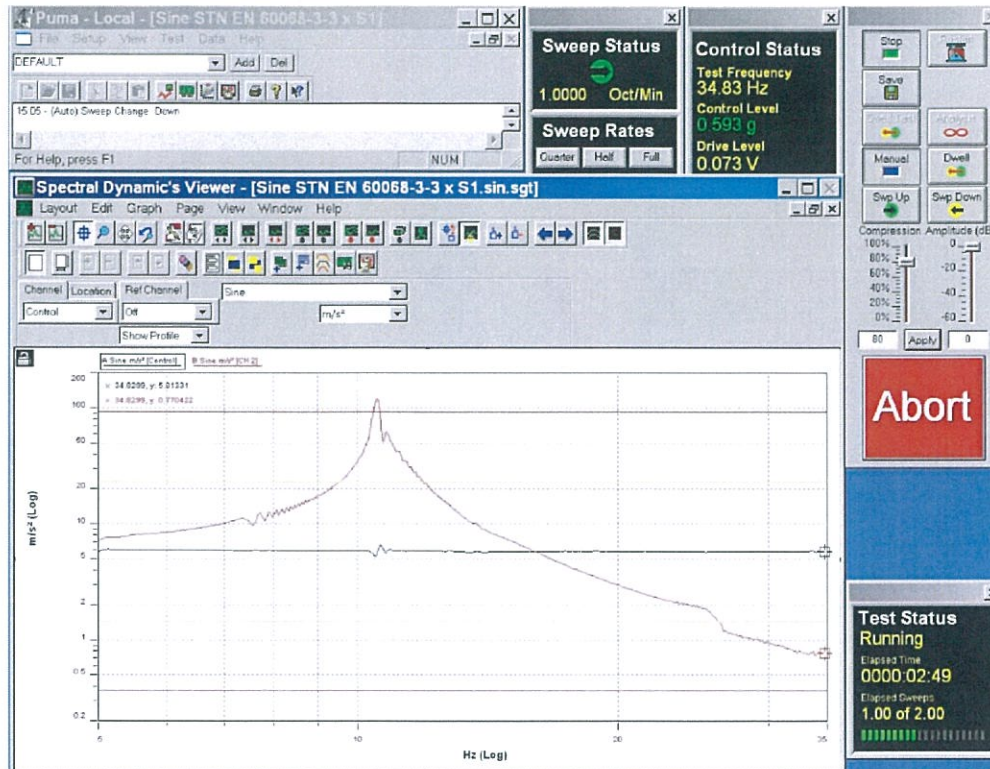 Puma - Local - [Sine STN EN 60068-3-3 x S1]
File Setup View Test Data Help
DEFAULT
Add Del
15.05 - (Auto) Sweep Change: Down
For Help, press F1
NUM
Sweep Status
1.0000 Oct/Min
Sweep Rates
Quarter Half Full
Control Status
Test Frequency
34.83 Hz
Control Level
0.593 g
Drive Level
0.073 V
Stop
Save
Manual
Dwell
Swp Up
Swp Down
Compression
Amplitude (dB
100%
80%
60%
40%
20%
0%
0
-20
-40
-60
80
Apply
0
Abort
Spectral Dynamic's Viewer - [Sine STN EN 60068-3-3 x S1.sin.sgt]
Layout Edit Graph Page View Window Help
Channel Location Ref Channel Sine
Control Off m/s²
Show Profile
A Sine m/s² [Control] B Sine m/s² [CH 2]
x: 34.8299, y: 5.81331
x: 34.8299, y: 0.770422
200
100
60
20
10
5
2
1
0.5
0.2
m/s² (Log)
5
10
20
35
Hz (Log)
Test Status
Running
Elapsed Time
0000:02:49
Elapsed Sweeps
1.00 of 2.00